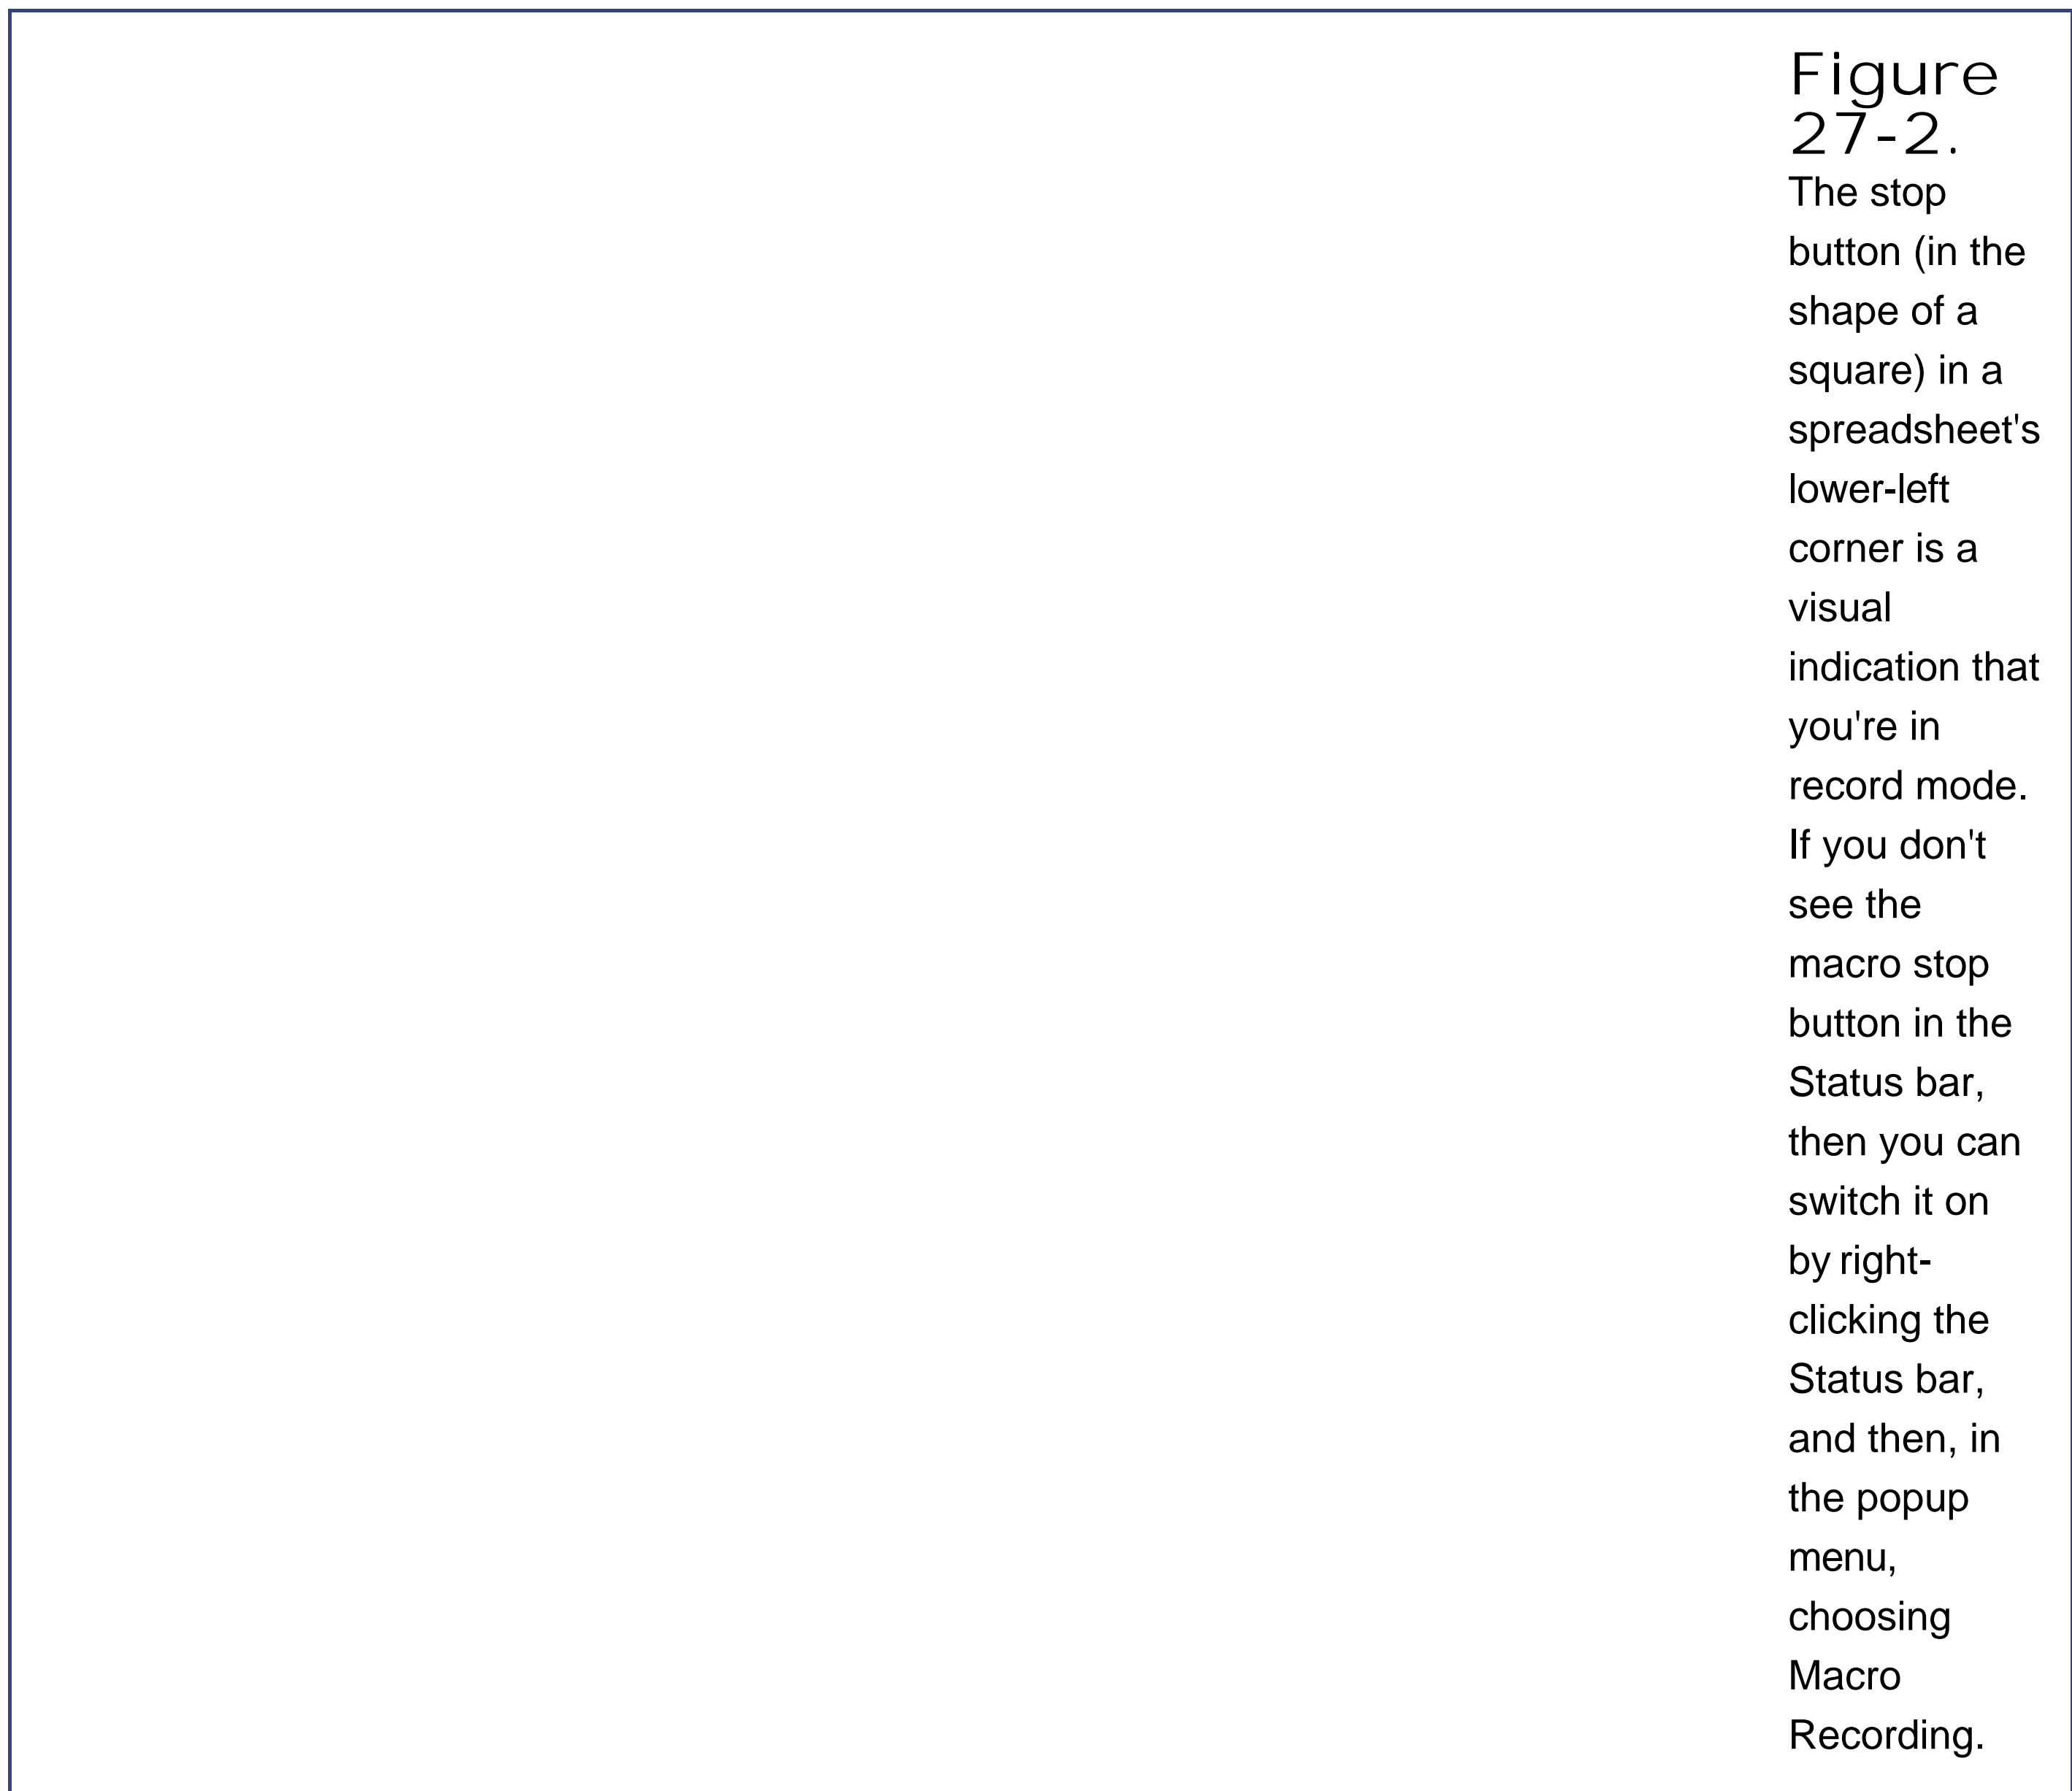 Figure
27-2.
The stop
button (in the
shape of a
square) in a
spreadsheet's
lower-left
corner is a
visual
indication that
you're in
record mode.
If you don't
see the
macro stop
button in the
Status bar,
then you can
switch it on
by right-
clicking the
Status bar,
and then, in
the popup
menu,
choosing
Macro
Recording.